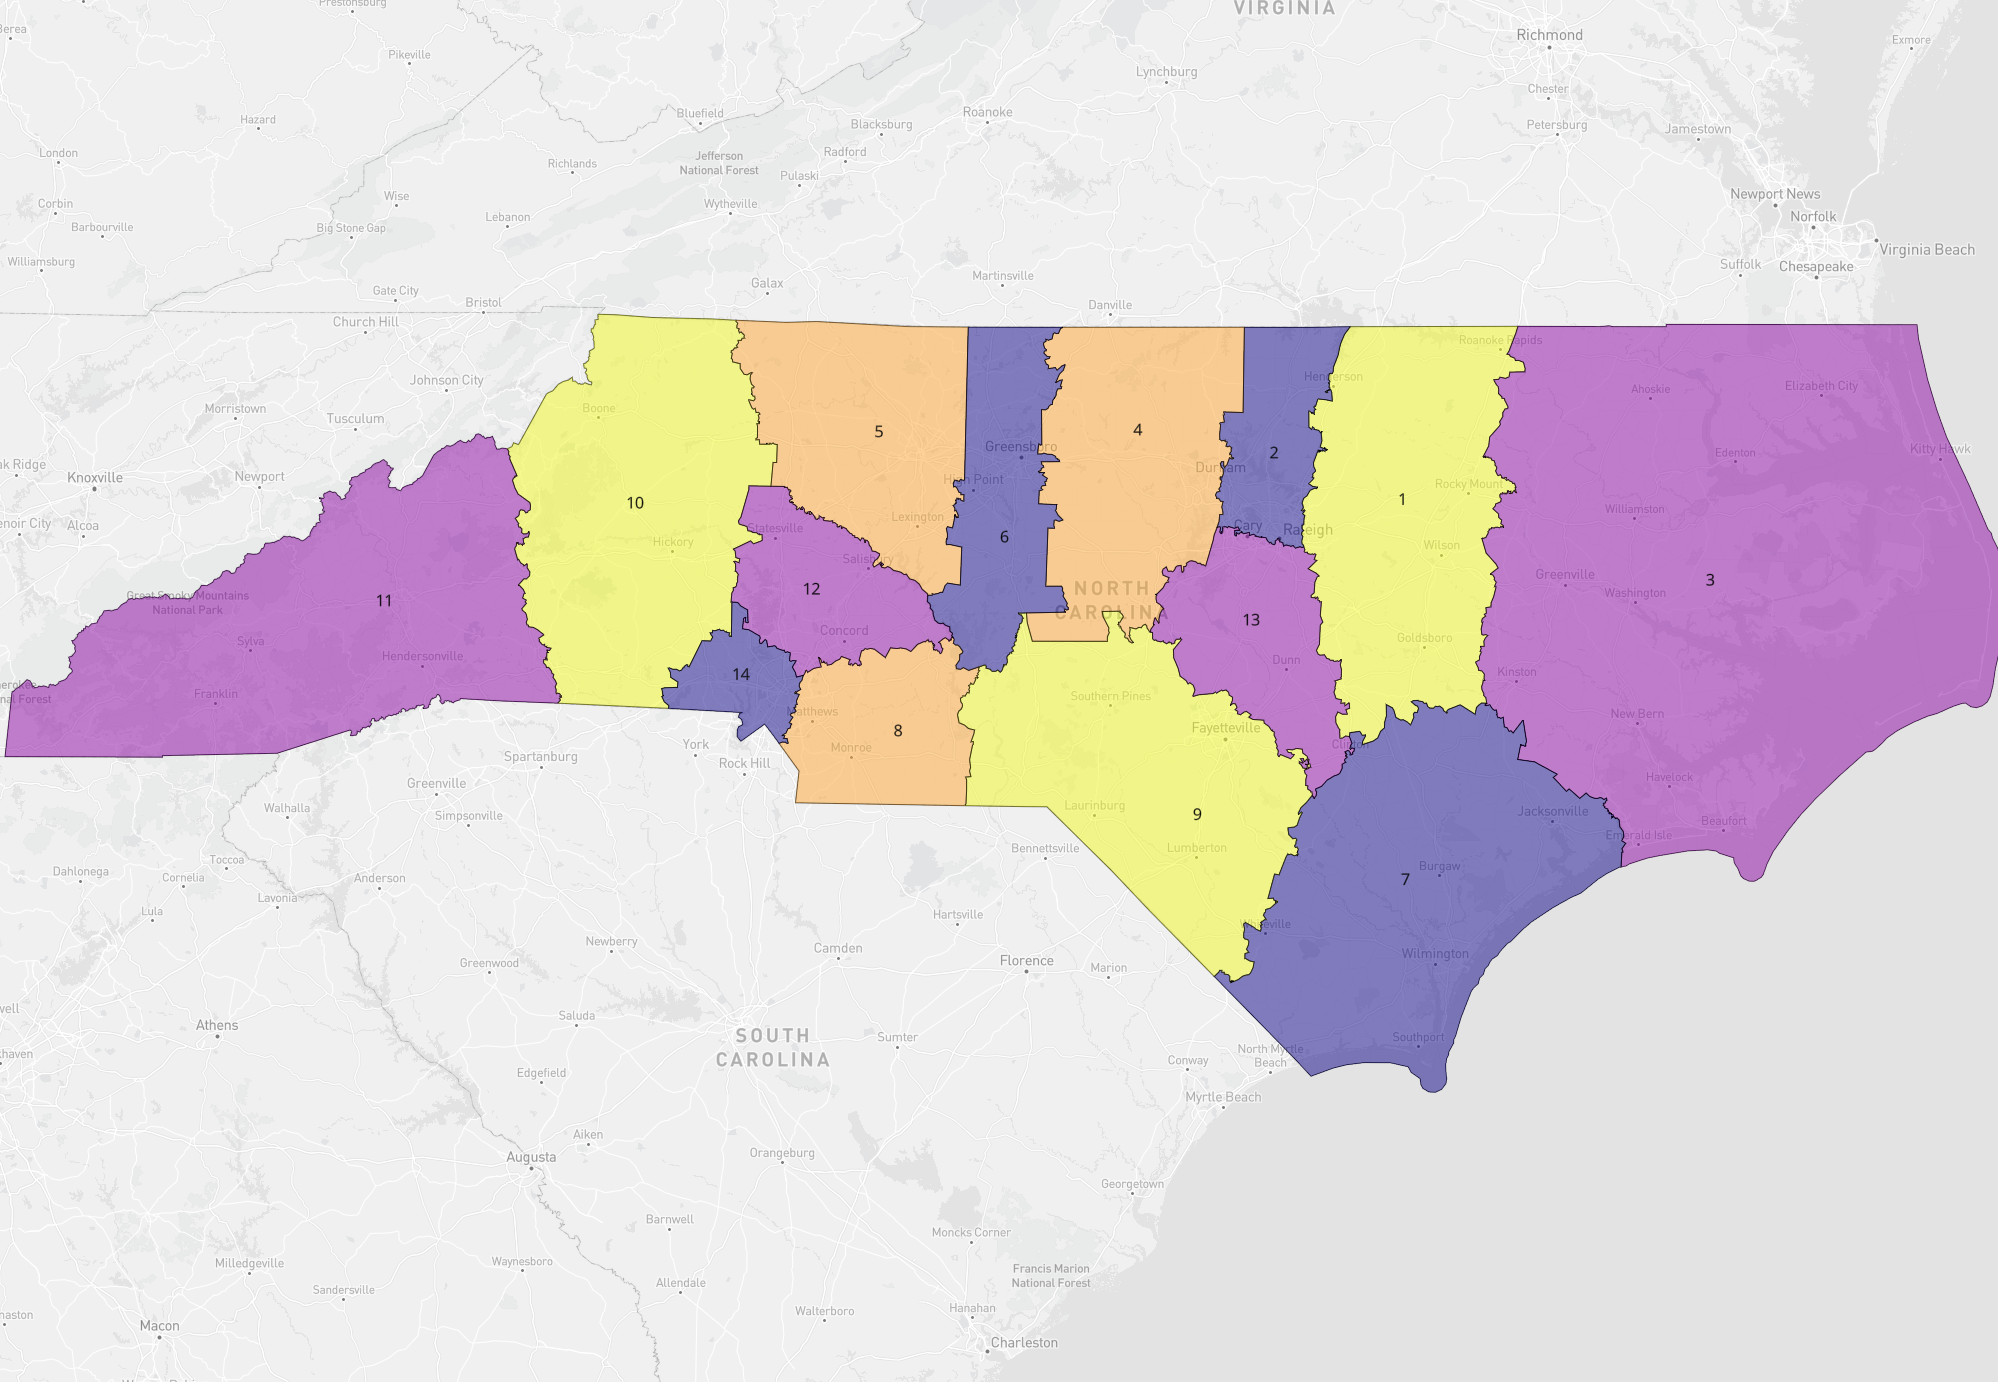 Prestonsburg
VIRGINIA
Berea
Richmond
Exmore
Pikeville
Lynchburg
Chester
Hazard
Bluefield
Roanoke
Blacksburg
Petersburg
Jamestown
London
Richlands
Jefferson
National Forest
Radford
Pulaski
Wise
Newport News
Corbin
Lebanon
Wytheville
Norfolk
Barbourville
Big Stone Gap
Virginia Beach
Williamsburg
Suffolk
Chesapeake
Martinsville
Galax
Gate City
Bristol
Danville
Church Hill
Roanoke Rapids
Johnson City
Henderson
Ahoskie
Elizabeth City
Morristown
Boone
Tusculum
5
4
Greensboro
2
Kitty Hawk
Edenton
ak Ridge
Knoxville
Newport
Durham
High Point
Rocky Mount
10
1
Williamston
enoir City
Alcoa
Lexington
Statesville
Cary
Raleigh
6
Hickory
Wilson
Salisbury
Greenville
3
Great Smoky Mountains
National Park
11
12
NORTH
CAROLINA
Washington
13
Sylva
Concord
Goldsboro
Hendersonville
Dunn
Kinston
14
Cherokee
nal Forest
Franklin
Southern Pines
Matthews
New Bern
8
Fayetteville
York
Monroe
Clinton
Spartanburg
Rock Hill
Havelock
Greenville
Walhalla
Simpsonville
Laurinburg
9
Jacksonville
Beaufort
Emerald Isle
Bennettsville
Lumberton
Toccoa
Dahlonega
Cornelia
Anderson
Burgaw
7
Lavonia
Lula
Hartsville
Whiteville
Newberry
Camden
Wilmington
Greenwood
Florence
Marion
well
Saluda
Athens
SOUTH
CAROLINA
Sumter
Southport
haven
Conway
North Myrtle
Beach
Edgefield
Myrtle Beach
Aiken
Augusta
Orangeburg
Georgetown
Barnwell
Moncks Corner
Milledgeville
Waynesboro
Francis Marion
National Forest
Sandersville
Allendale
Walterboro
Hanahan
Macon
Charleston